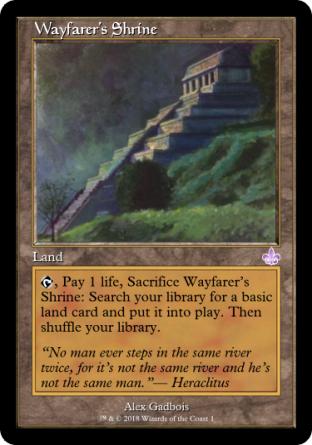 Wayfarer's Shrine
Land
, Pay 1 life, Sacrifice Wayfarer's
Shrine: Search your library for a basic
land card and put it into play. Then
shuffle your library.
"No man ever steps in the same river
twice, for it's not the same river and he's
not the same man."— Heraclitus
Alex Gadbois
™ & © 2018 Wizards of the Coast 1